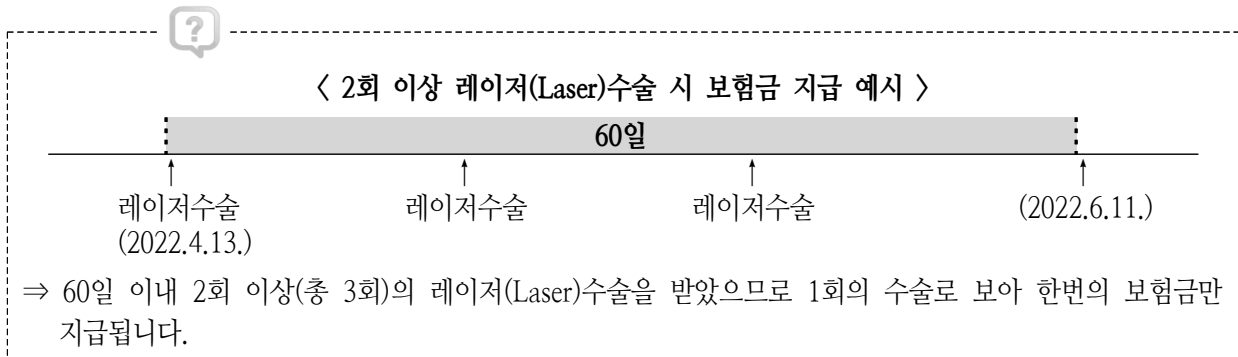 ?
〈 2회 이상 레이저(Laser)수술 시 보험금 지급 예시 〉
60일
레이저수술 레이저수술 레이저수술 (2022.6.11.)
(2022.4.13.)
⇒ 60일 이내 2회 이상(총 3회)의 레이저(Laser)수술을 받았으므로 1회의 수술로 보아 한번의 보험금만
지급됩니다.